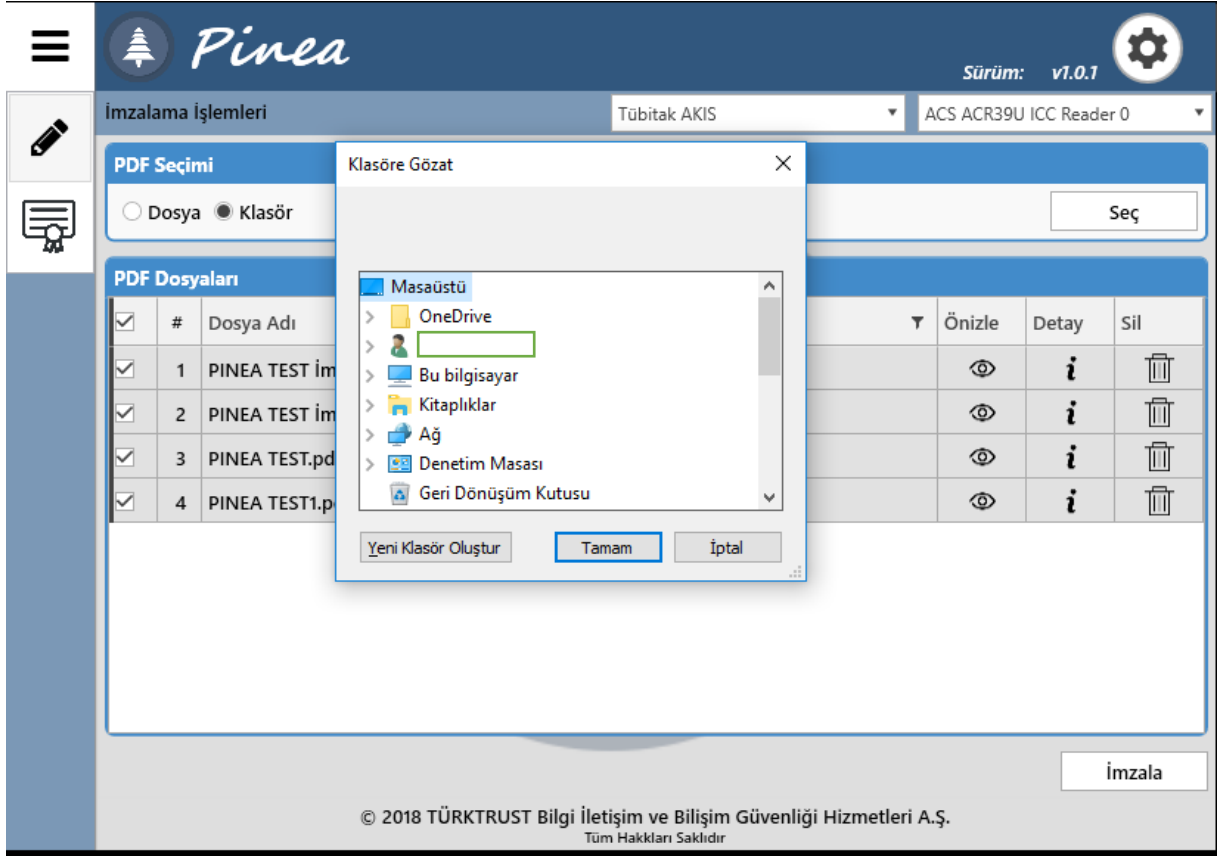 Pinea
Sürüm: v1.0.1
İmzalama İşlemleri
Tübitak AKIS
ACS ACR39U ICC Reader 0
PDF Seçimi
Dosya
Klasör
Seç
Klasöre Gözat
Masaüstü
OneDrive
Bu bilgisayar
Kitaplıklar
Ağ
Denetim Masası
Geri Dönüşüm Kutusu
Yeni Klasör Oluştur
Tamam
İptal
PDF Dosyaları
# Dosya Adı Önizle Detay Sil
1 PINEA TEST İm
2 PINEA TEST İm
3 PINEA TEST.pd
4 PINEA TEST1.p
İmzala
© 2018 TÜRKTRUST Bilgi İletişim ve Bilişim Güvenliği Hizmetleri A.Ş.
Tüm Hakkları Saklıdır